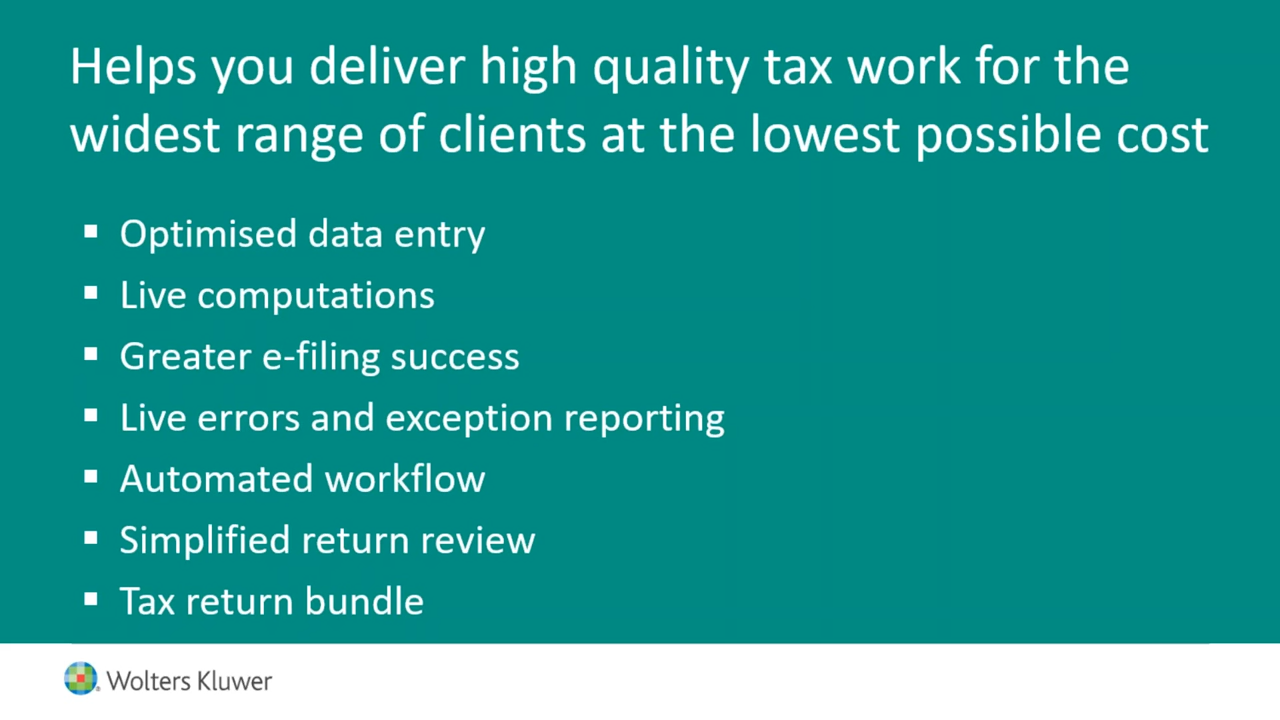 Helps you deliver high quality tax work for the
widest range of clients at the lowest possible cost
▪ Optimised data entry
▪ Live computations
▪ Greater e-filing success
▪ Live errors and exception reporting
▪ Automated workflow
▪ Simplified return review
▪ Tax return bundle
Wolters Kluwer